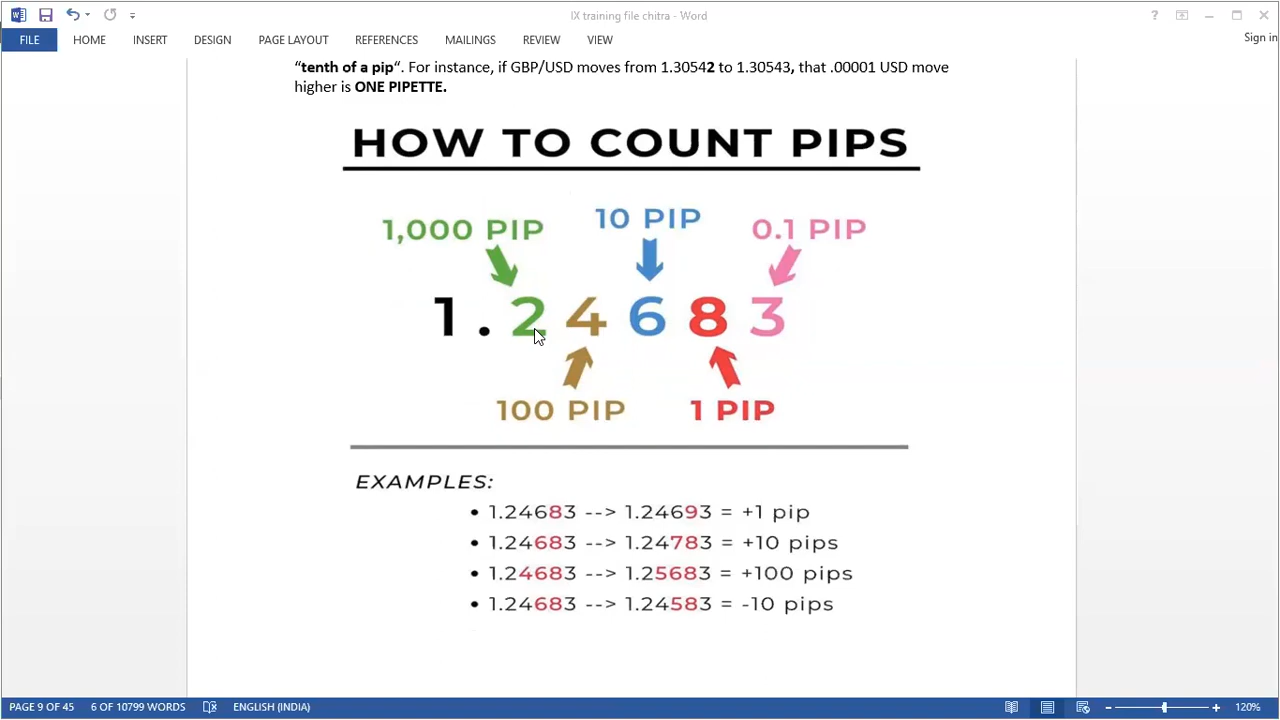 IX training file chitra - Word
?
FILE HOME INSERT DESIGN PAGE LAYOUT REFERENCES MAILINGS REVIEW VIEW Sign in
“tenth of a pip“. For instance, if GBP/USD moves from 1.30542 to 1.30543, that .00001 USD move
higher is ONE PIPETTE.
HOW TO COUNT PIPS
1,000 PIP 10 PIP 0.1 PIP
1.24683
100 PIP 1 PIP
EXAMPLES:
• 1.24683 --> 1.24693 = +1 pip
• 1.24683 --> 1.24783 = +10 pips
• 1.24683 --> 1.25683 = +100 pips
• 1.24683 --> 1.24583 = -10 pips
PAGE 9 OF 45 6 OF 10799 WORDS ENGLISH (INDIA) 120%